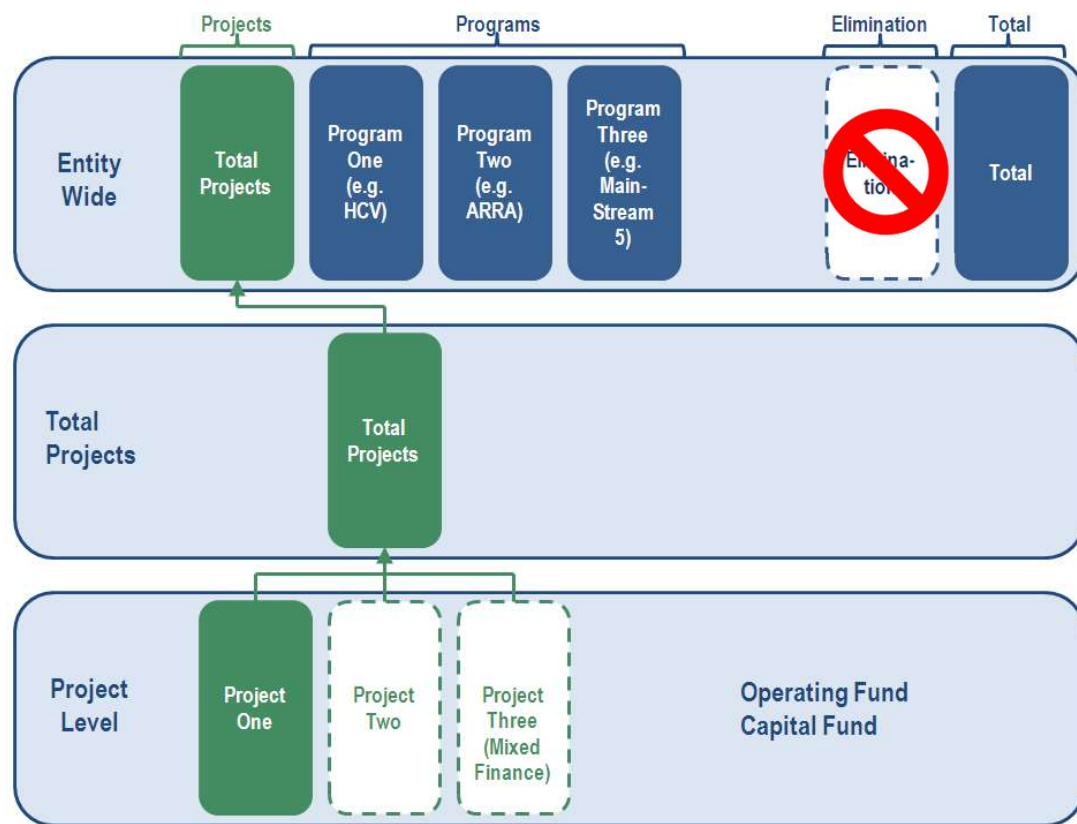 Projects
Programs
Elimination
Total
Entity
Wide
Total
Projects
Program
One
(e.g.
HCV)
Program
Two
(e.g.
ARRA)
Program
Three
(e.g.
Main-
Stream
5)
Elimina-
tion
Total
Total
Projects
Total
Projects
Project
Level
Project
One
Project
Two
Project
Three
(Mixed
Finance)
Operating Fund
Capital Fund